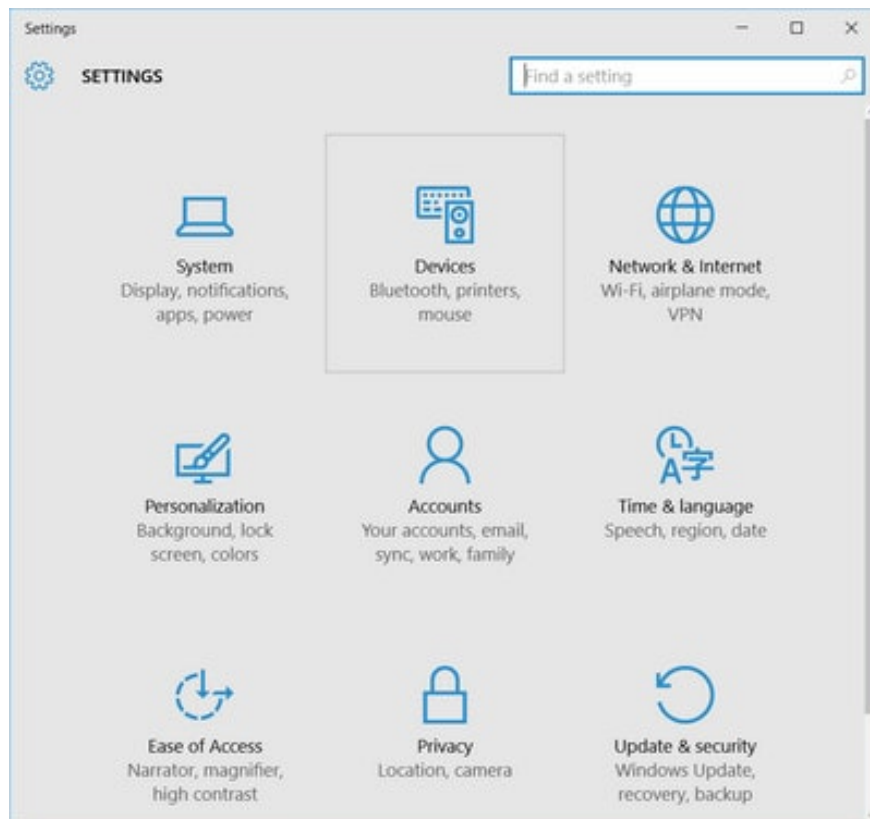 Settings
SETTINGS
Find a setting
System
Display, notifications,
apps, power
Devices
Bluetooth, printers,
mouse
Network & Internet
Wi-Fi, airplane mode,
VPN
Personalization
Background, lock
screen, colors
Accounts
Your accounts, email,
sync, work, family
A字
Time & language
Speech, region, date
Ease of Access
Narrator, magnifier,
high contrast
Privacy
Location, camera
Update & security
Windows Update,
recovery, backup